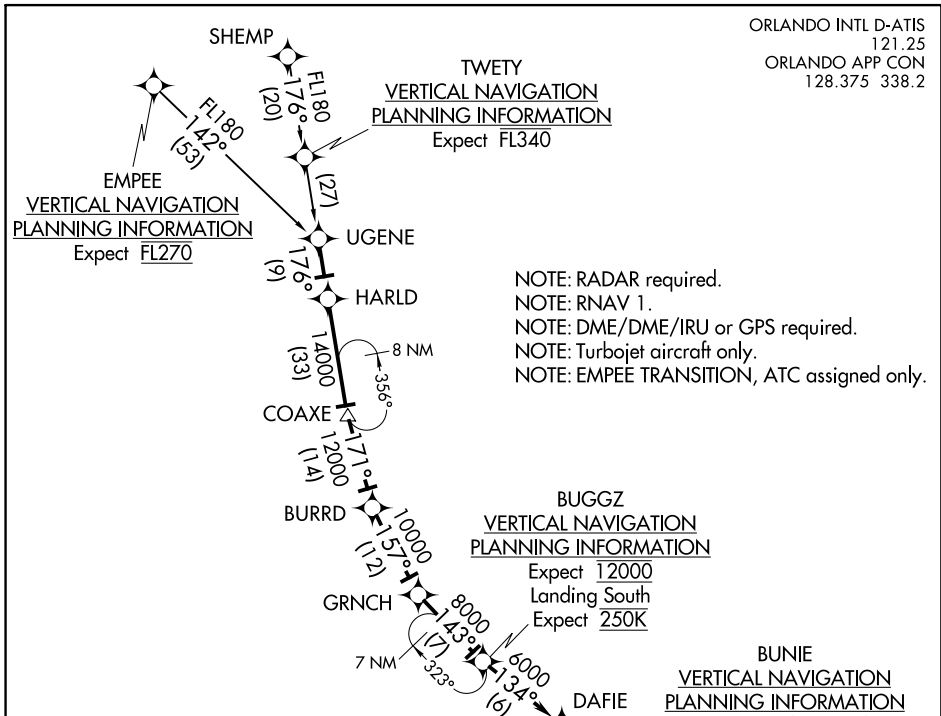 ORLANDO INTL D-ATIS
121.25
ORLANDO APP CON
128.375 338.2
SHEMP
FL180
176°
(20)
TWETY
VERTICAL NAVIGATION
PLANNING INFORMATION
Expect FL340
FL180
142°
(53)
EMPEE
VERTICAL NAVIGATION
PLANNING INFORMATION
Expect FL270
(27)
UGENE
176°
(9)
HARLD
NOTE: RADAR required.
NOTE: RNAV 1.
NOTE: DME/DME/IRU or GPS required.
NOTE: Turbojet aircraft only.
NOTE: EMPEE TRANSITION, ATC assigned only.
14000
(33)
8 NM
356°
COAXE
171°
12000
(14)
BURRD
10000
157°
(12)
BUGGZ
VERTICAL NAVIGATION
PLANNING INFORMATION
Expect 12000
Landing South
Expect 250K
GRNCH
8000
143°
(7)
7 NM
323°
6000
134°
(6)
DAFIE
BUNIE
VERTICAL NAVIGATION
PLANNING INFORMATION